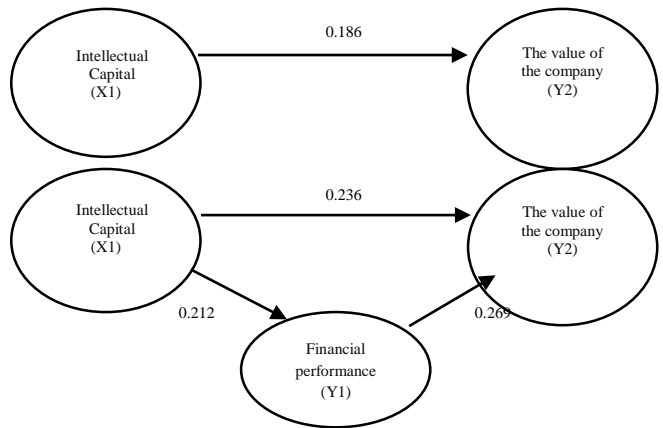 0.186
Intellectual
Capital
(X1)
The value of
the company
(Y2)
0.236
Intellectual
Capital
(X1)
The value of
the company
(Y2)
0.212
0.269
Financial
performance
(Y1)